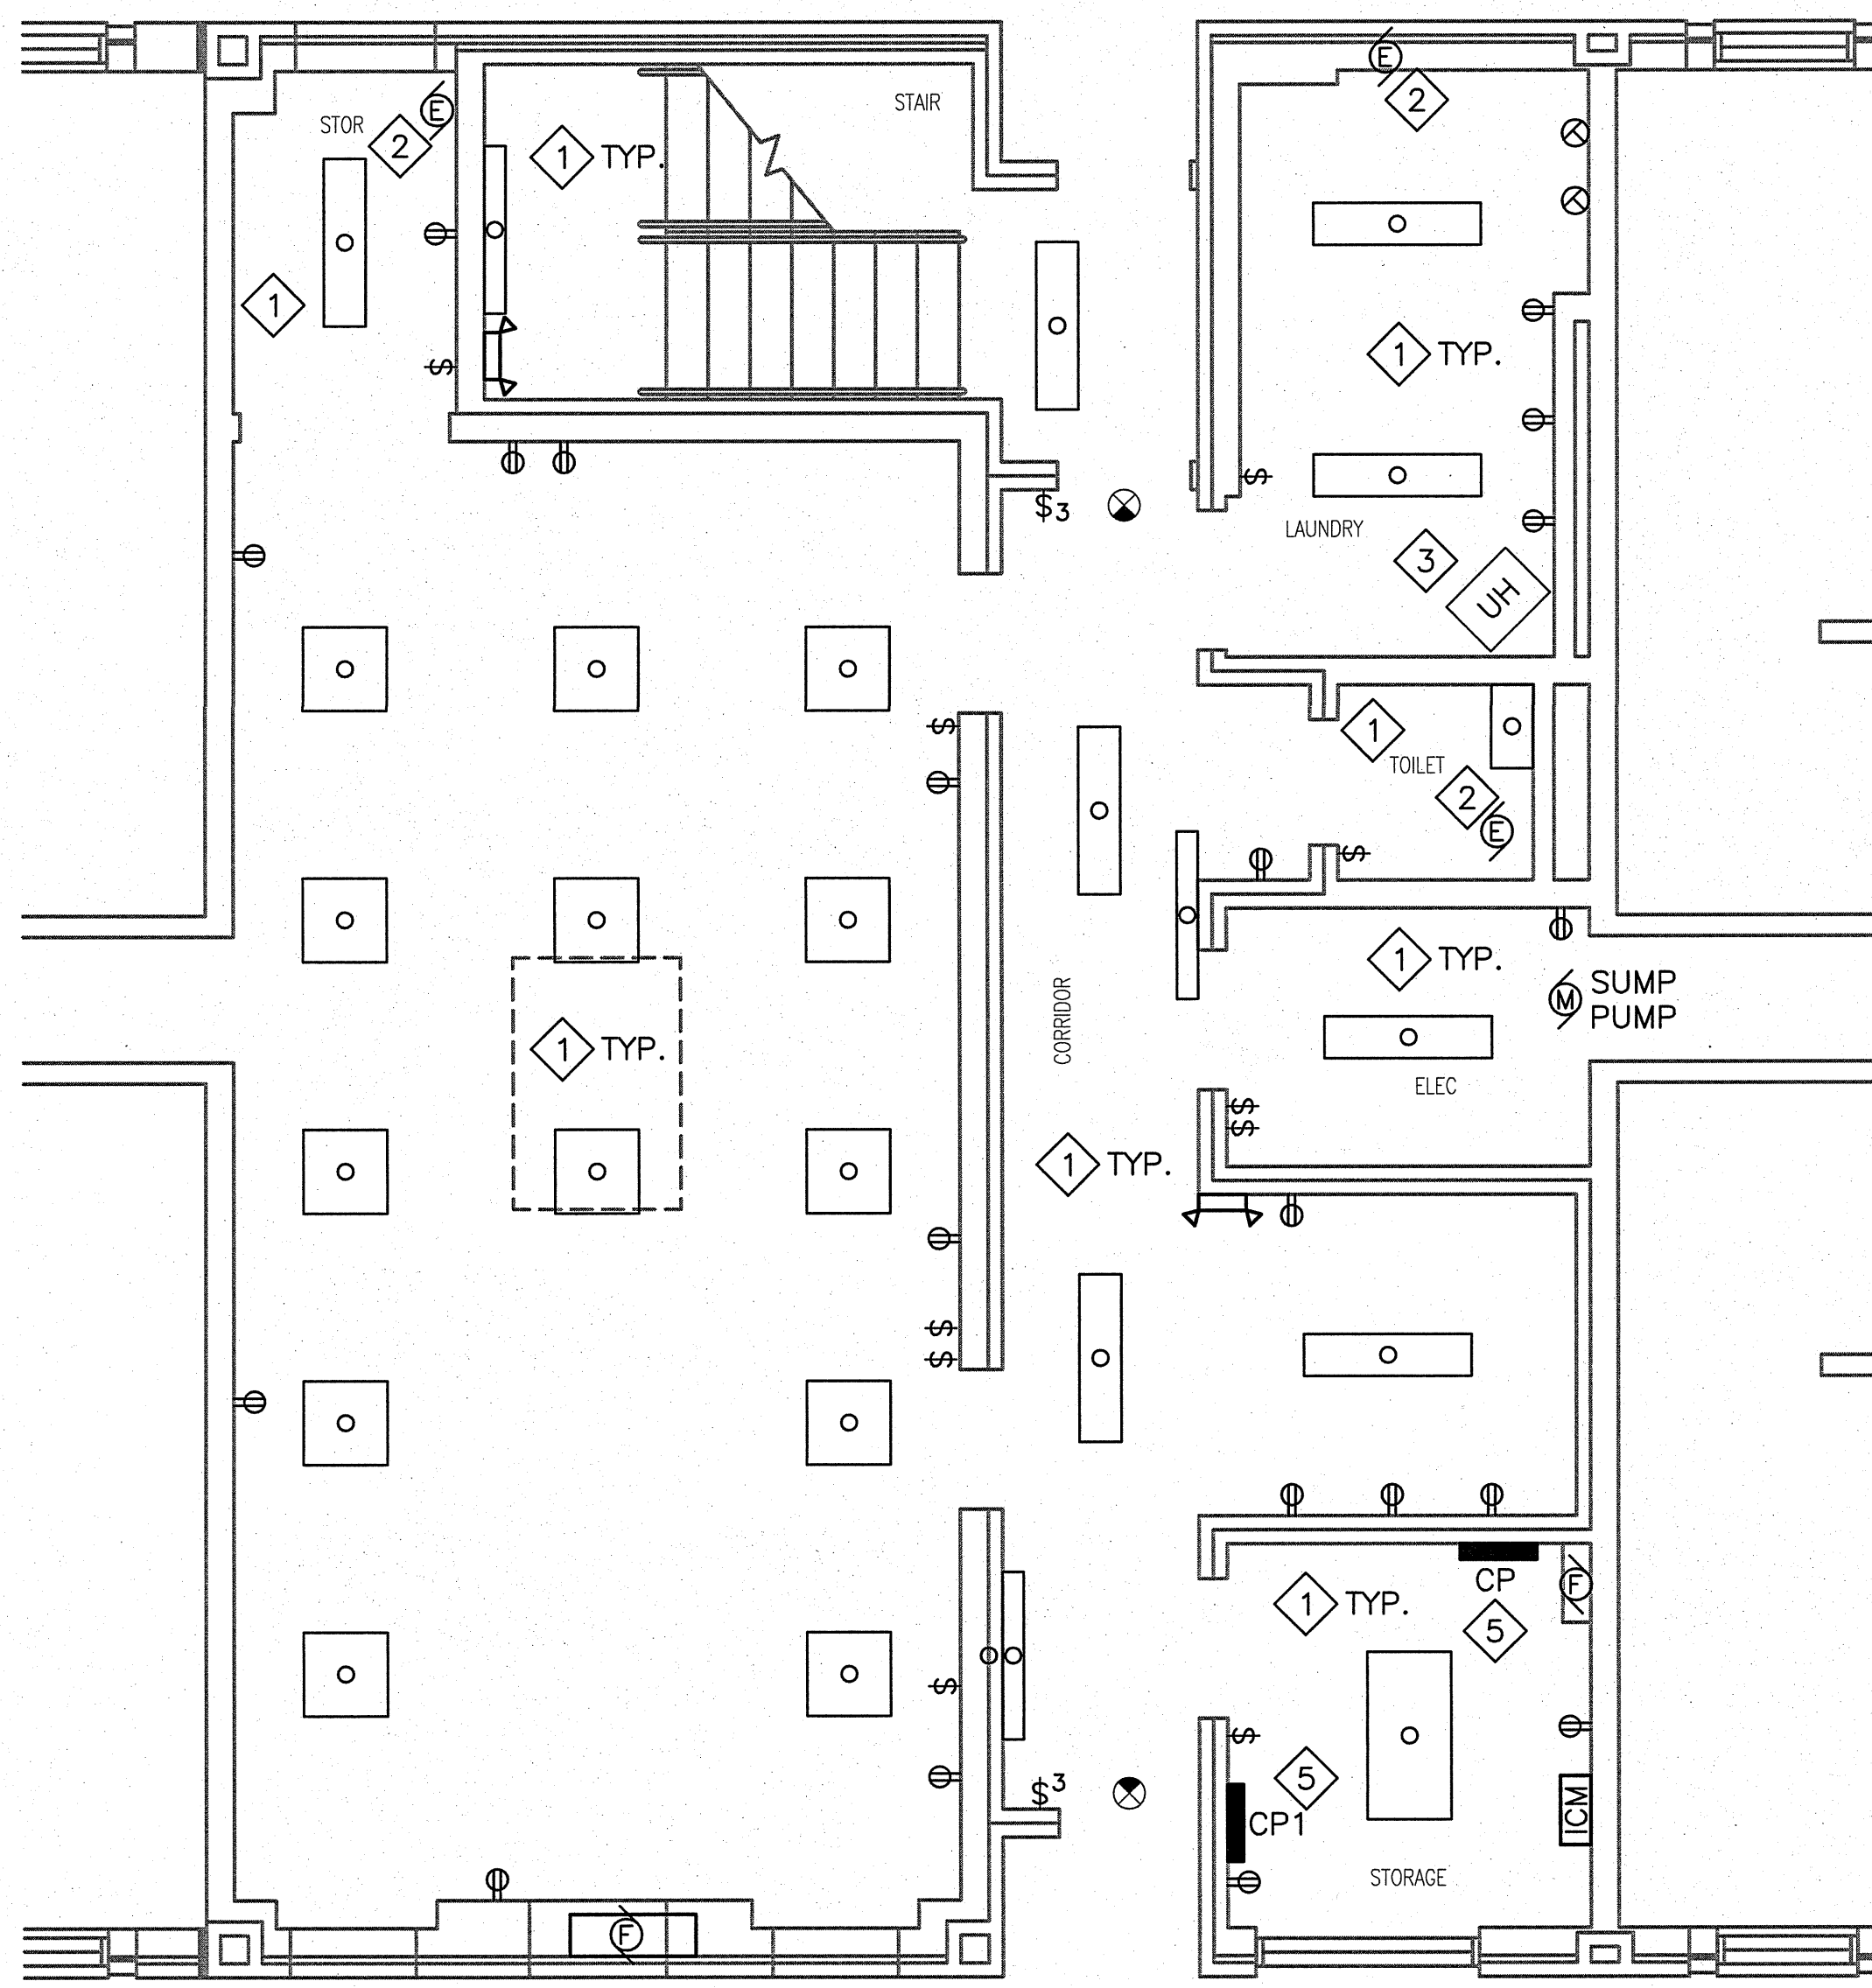 E
2
STOR
2
E
1 TYP.
STAIR
1
$
1 TYP.
$
$3
LAUNDRY
3
UH
$
1
TOILET
2
E
$
1 TYP.
SUMP
M
PUMP
CORRIDOR
1 TYP.
ELEC
$
$
1 TYP.
$
$
CP
F
1 TYP.
5
$
$
5
$3
CP1
ICM
STORAGE
F